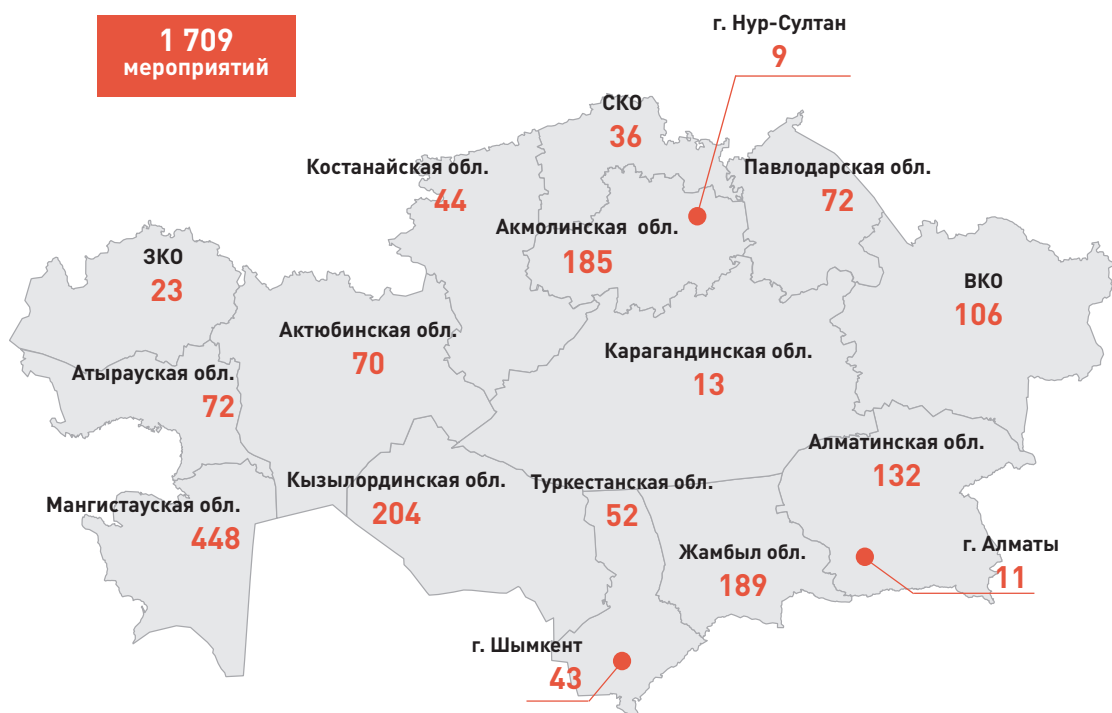 1 709
мероприятий
г. Нур-Султан
9
СКО
36
Костанайская обл.
44
Павлодарская обл.
72
Акмолинская обл.
185
ЗКО
23
ВКО
106
Актюбинская обл.
70
Карагандинская обл.
13
Атырауская обл.
72
Алматинская обл.
132
Кызылординская обл.
204
Туркестанская обл.
52
Мангистауская обл.
448
Жамбыл обл.
189
г. Алматы
11
г. Шымкент
43